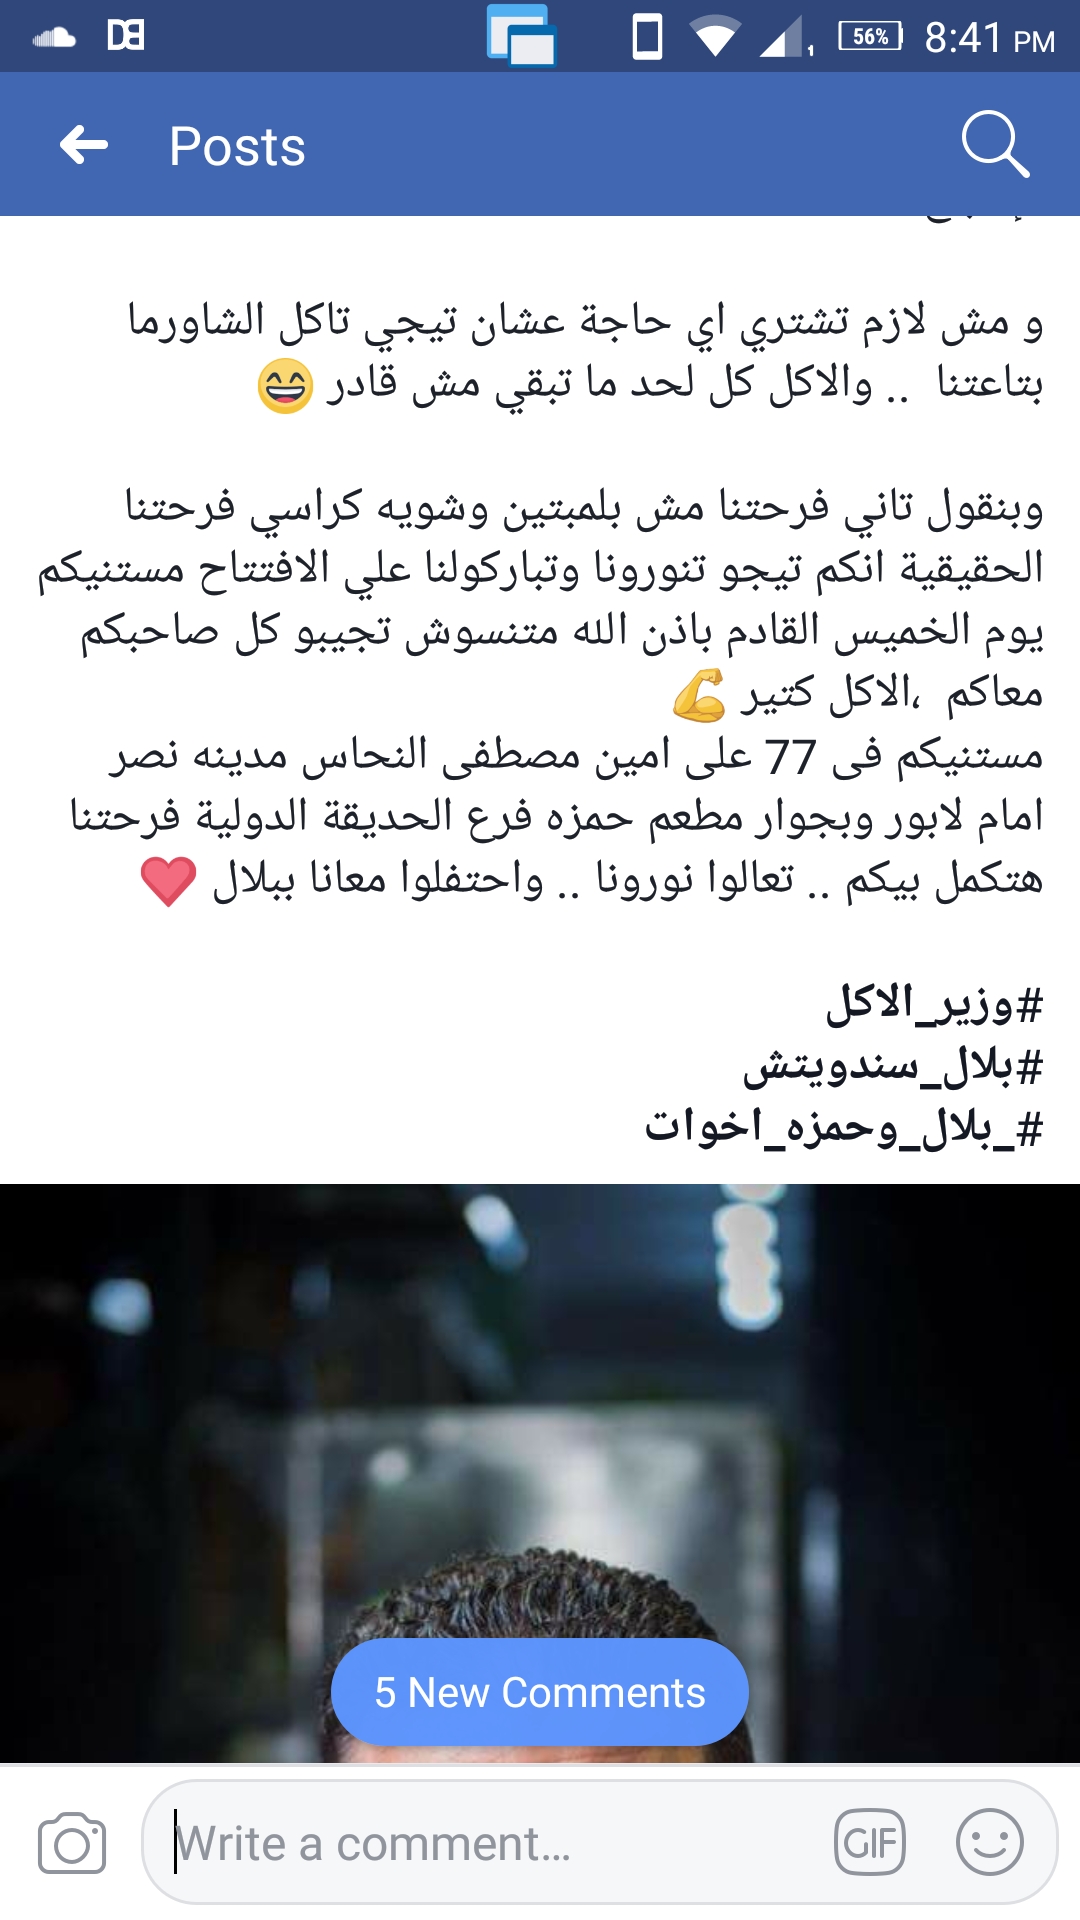 56% 8:41 PM
Posts
و مش لازم تشتري اي حاجة عشان تيجي تاكل الشاورما
بتاعتنا .. والاكل كل لحد ما تبقي مش قادر 😄
وبنقول تاني فرحتنا مش بلمبتين وشويه كراسي فرحتنا
الحقيقية انكم تيجو تنورونا وتباركولنا علي الافتتاح مستنيكم
يوم الخميس القادم باذن الله متنسوش تجيبو كل صاحبكم
معاكم ،الاكل كتير 💪
مستنيكم فى 77 على امين مصطفى النحاس مدينه نصر
امام لابور وبجوار مطعم حمزه فرع الحديقة الدولية فرحتنا
هتكمل بيكم .. تعالوا نورونا .. واحتفلوا معانا ببلال ❤️
#وزير_الاكل
#بلال_سندويتش
#_بلال_وحمزه_اخوات
5 New Comments
Write a comment...
GIF